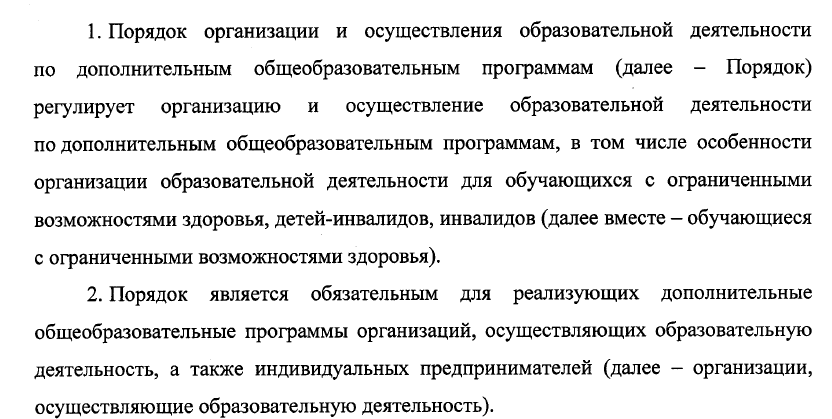 1. Порядок организации и осуществления образовательной деятельности
по дополнительным общеобразовательным программам (далее – Порядок)
регулирует организацию и осуществление образовательной деятельности
по дополнительным общеобразовательным программам, в том числе особенности
организации образовательной деятельности для обучающихся с ограниченными
возможностями здоровья, детей-инвалидов, инвалидов (далее вместе – обучающиеся
с ограниченными возможностями здоровья).
2. Порядок является обязательным для реализующих дополнительные
общеобразовательные программы организаций, осуществляющих образовательную
деятельность, а также индивидуальных предпринимателей (далее – организации,
осуществляющие образовательную деятельность).